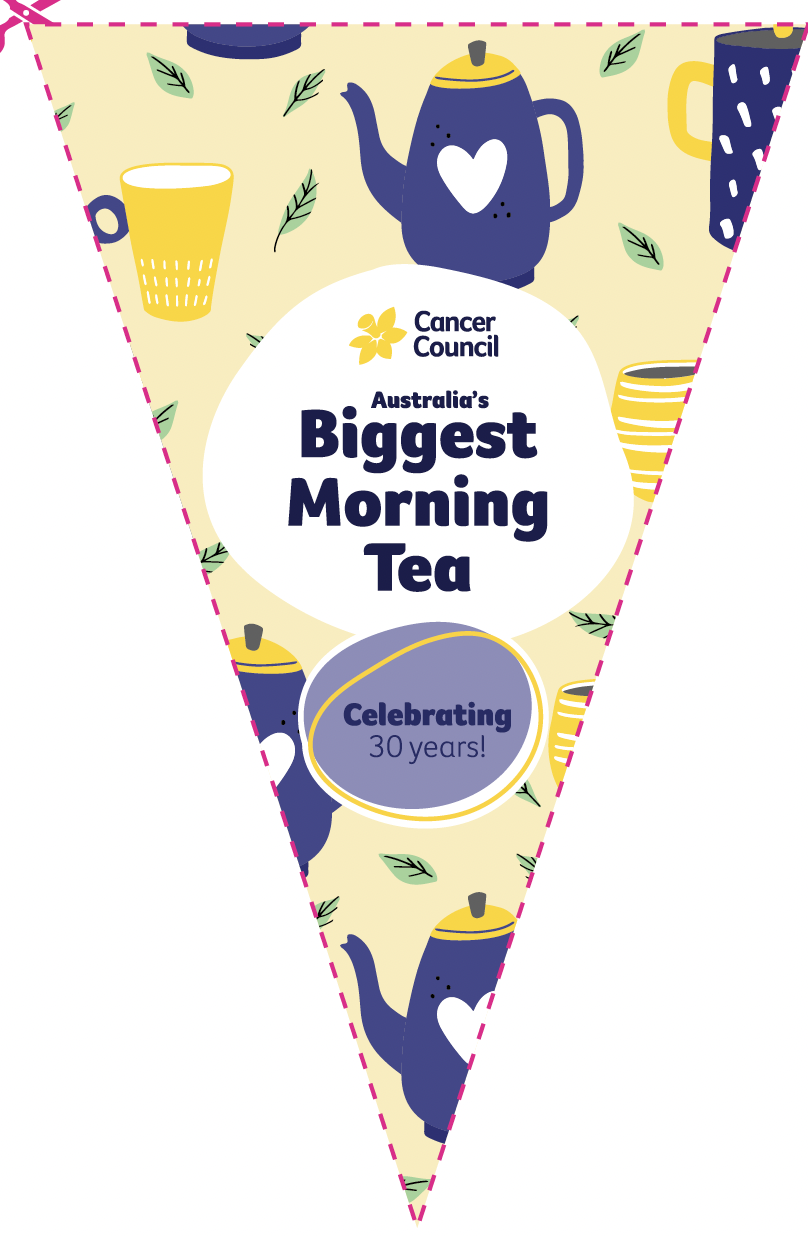 Cancer
Council
Australia's
Biggest
Morning
Tea
Celebrating
30 years!